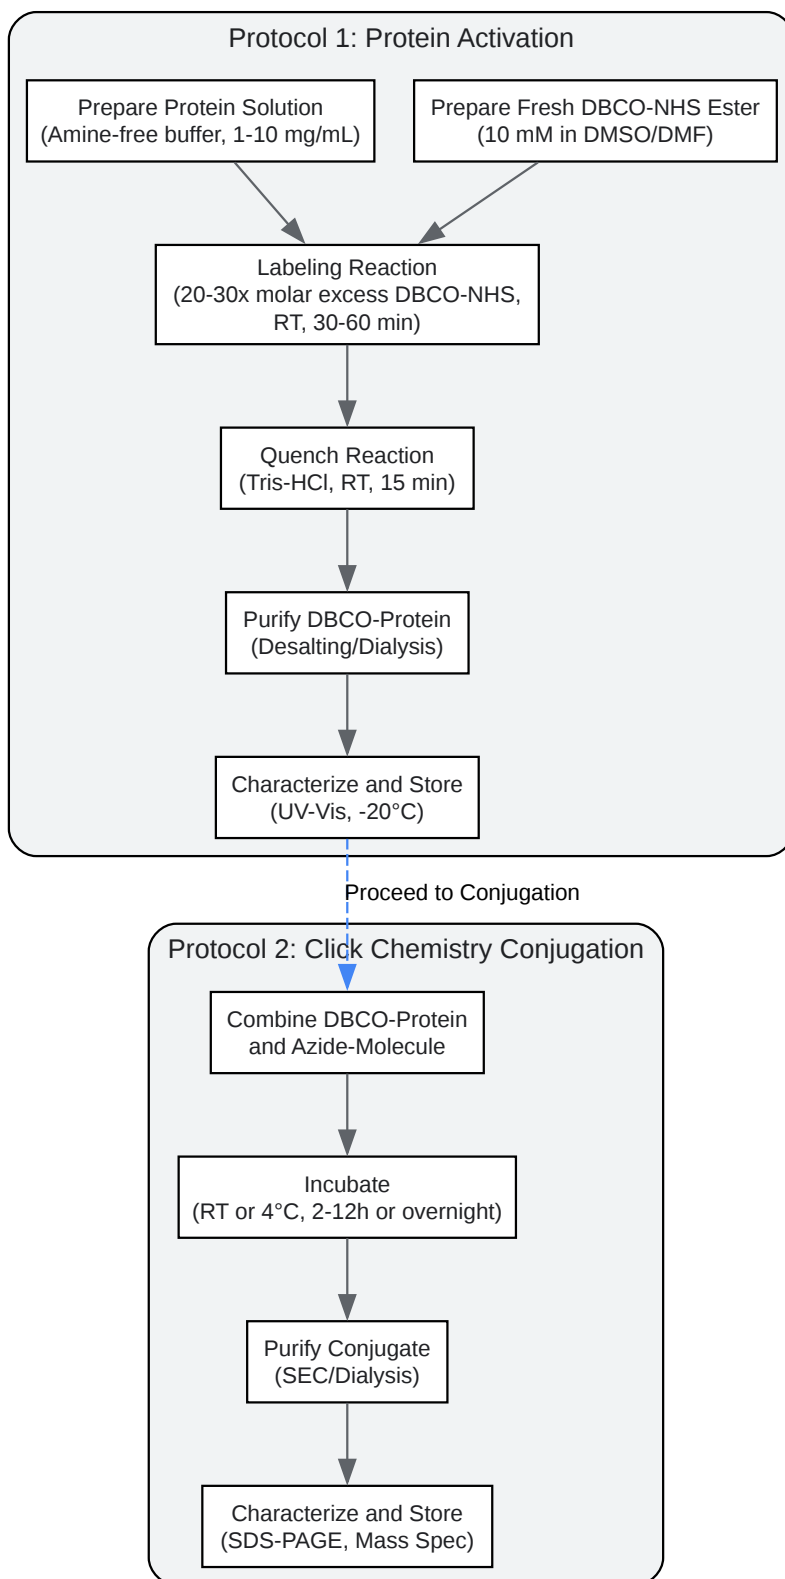 Protocol 1: Protein Activation
Prepare Protein Solution
(Amine-free buffer, 1-10 mg/mL)
Prepare Fresh DBCO-NHS Ester
(10 mM in DMSO/DMF)
Labeling Reaction
(20-30x molar excess DBCO-NHS,
RT, 30-60 min)
Quench Reaction
(Tris-HCl, RT, 15 min)
Purify DBCO-Protein
(Desalting/Dialysis)
Characterize and Store
(UV-Vis, -20°C)
Proceed to Conjugation
Protocol 2: Click Chemistry Conjugation
Combine DBCO-Protein
and Azide-Molecule
Incubate
(RT or 4°C, 2-12h or overnight)
Purify Conjugate
(SEC/Dialysis)
Characterize and Store
(SDS-PAGE, Mass Spec)